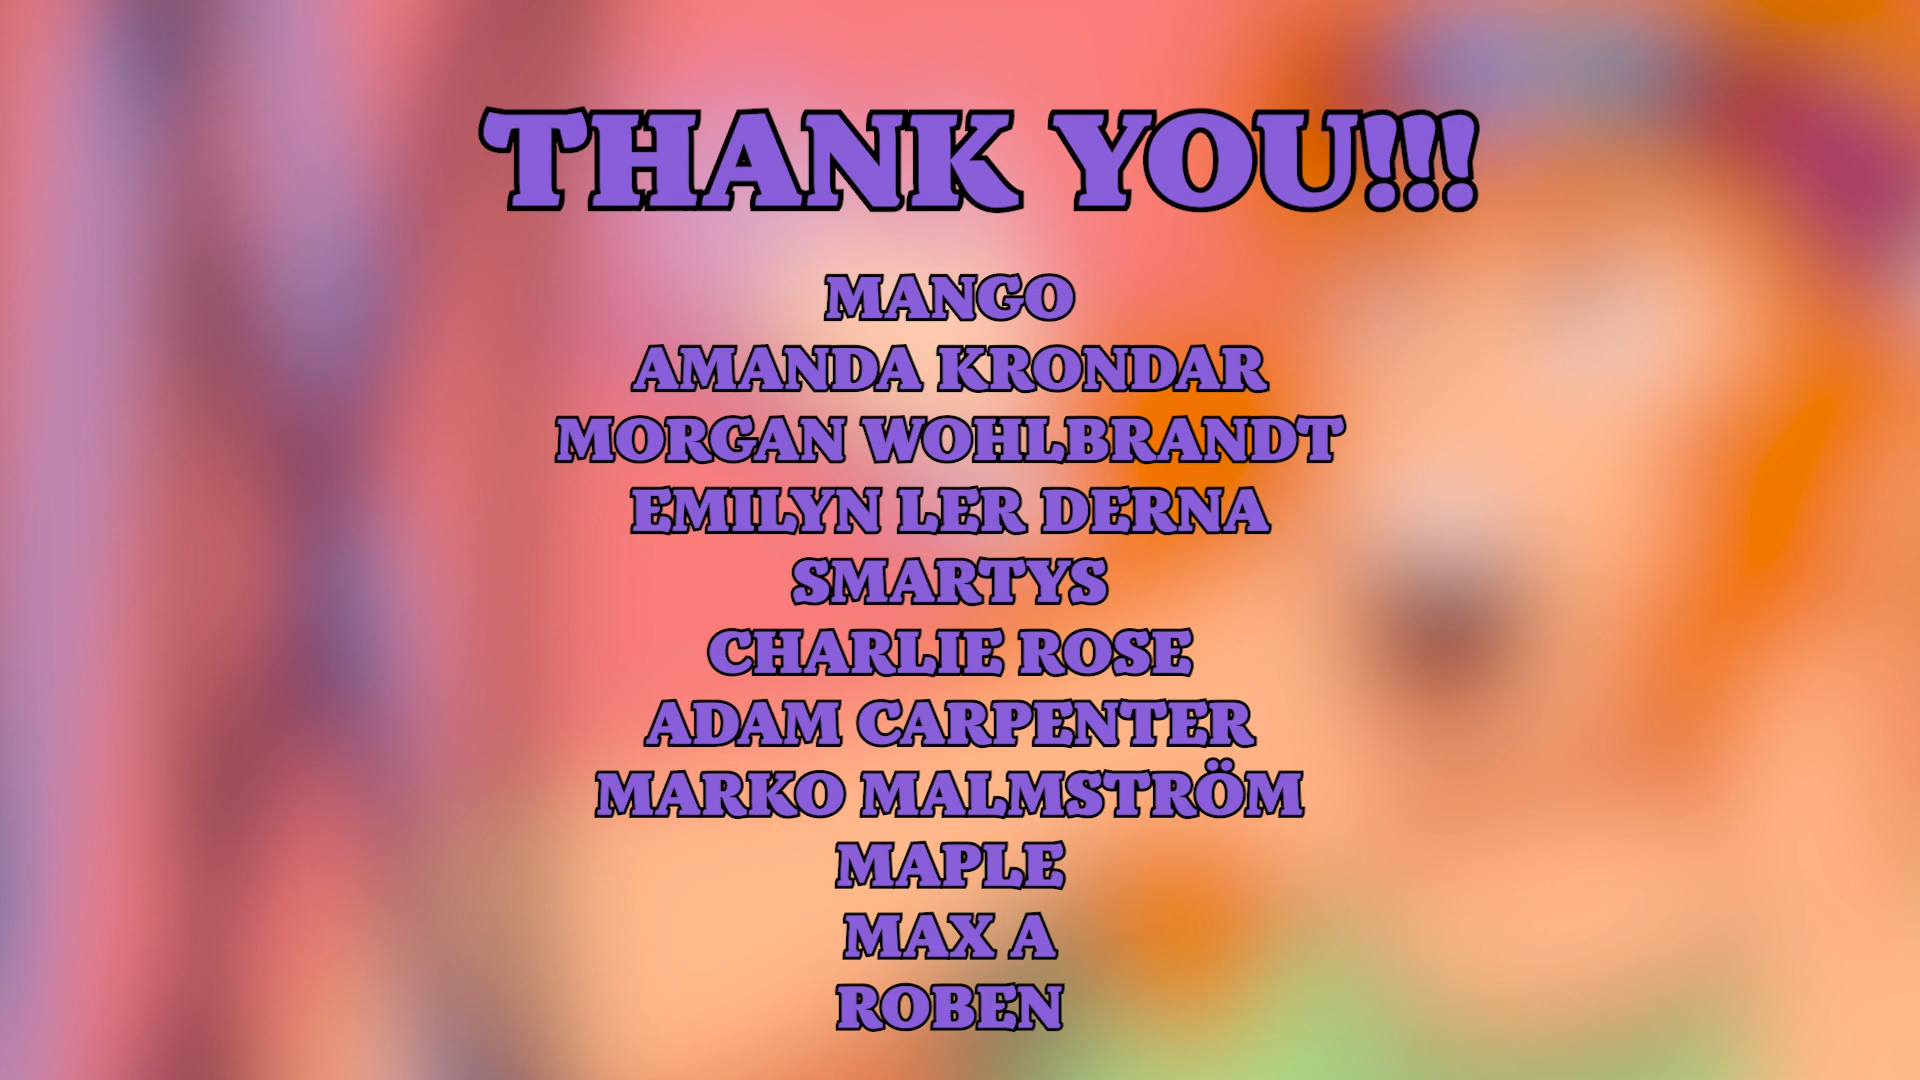 THANK YOU!!!
MANGO
AMANDA KRONDAR
MORGAN WOHLBRANDT
EMILYN LER DERNA
SMARTYS
CHARLIE ROSE
ADAM CARPENTER
MARKO MALMSTRÖM
MAPLE
MAX A
ROBEN